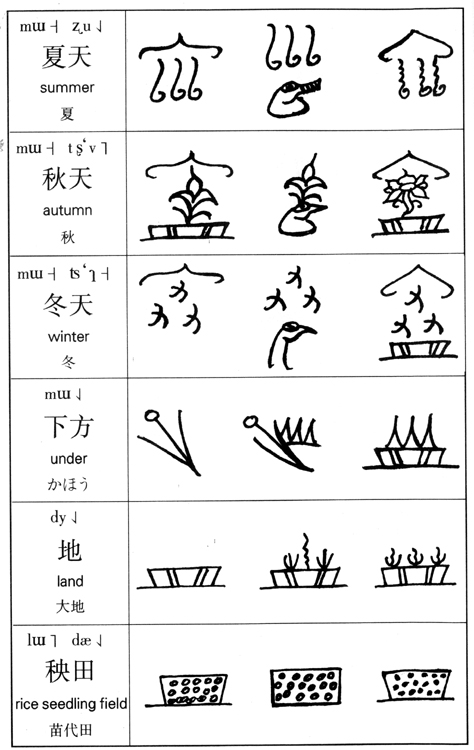 mɯ ˧ ʐu ˩
夏天
summer
夏
mɯ ˧ tʂʻv ˥
秋天
autumn
秋
mɯ ˧ tsʻɿ ˧
冬天
winter
冬
mɯ ˩
下方
under
かほう
dy ˩
地
land
大地
lɯ ˥ dæ ˩
秧田
rice seedling field
苗代田